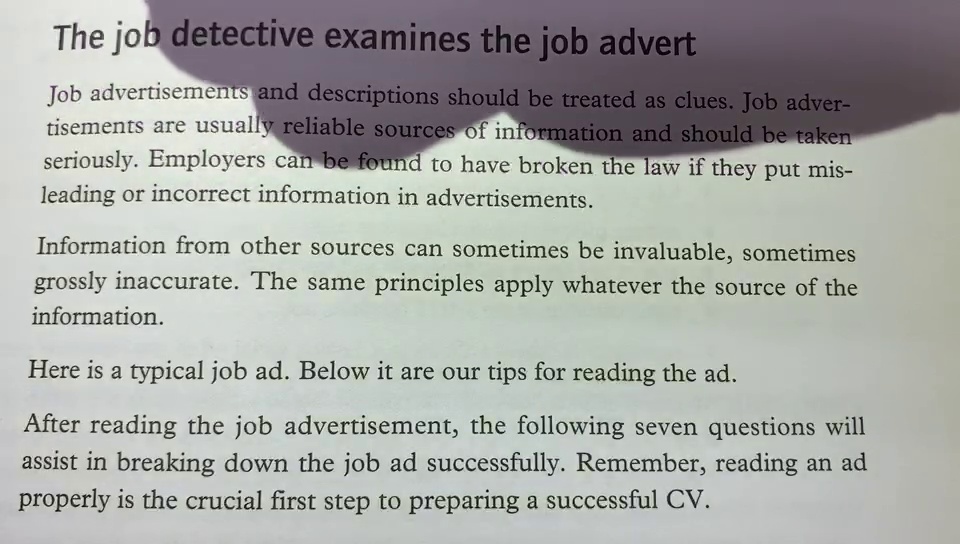 The job detective examines the job advert
Job advertisements and descriptions should be treated as clues. Job adver-
tisements are usually reliable sources of information and should be taken
seriously. Employers can be found to have broken the law if they put mis-
leading or incorrect information in advertisements.
Information from other sources can sometimes be invaluable, sometimes
grossly inaccurate. The same principles apply whatever the source of the
information.
Here is a typical job ad. Below it are our tips for reading the ad.
After reading the job advertisement, the following seven questions will
assist in breaking down the job ad successfully. Remember, reading an ad
properly is the crucial first step to preparing a successful CV.